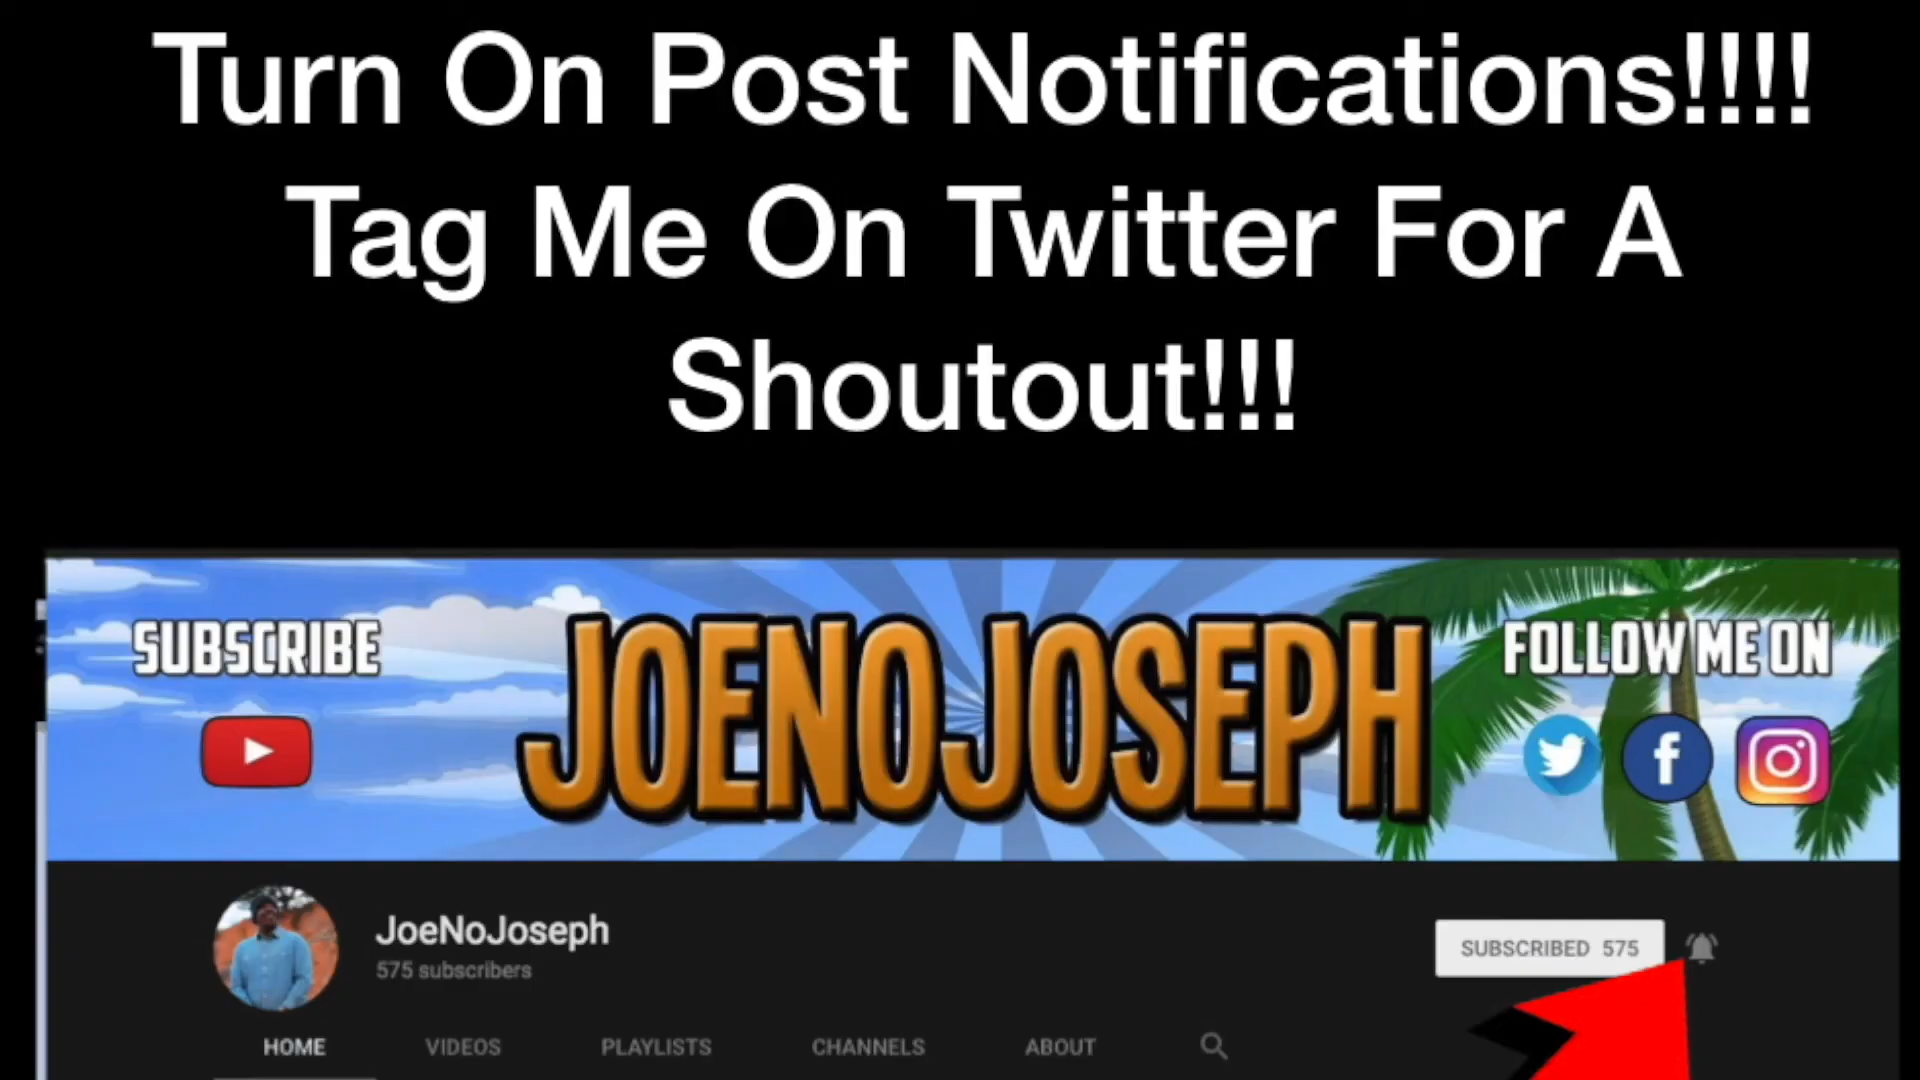 Turn On Post Notifications!!!!
Tag Me On Twitter For A
Shoutout!!!
SUBSCRIBE
JOENOJOSEPH
FOLLOW ME ON
JoeNoJoseph
575 subscribers
SUBSCRIBED 575
HOME VIDEOS PLAYLISTS CHANNELS ABOUT